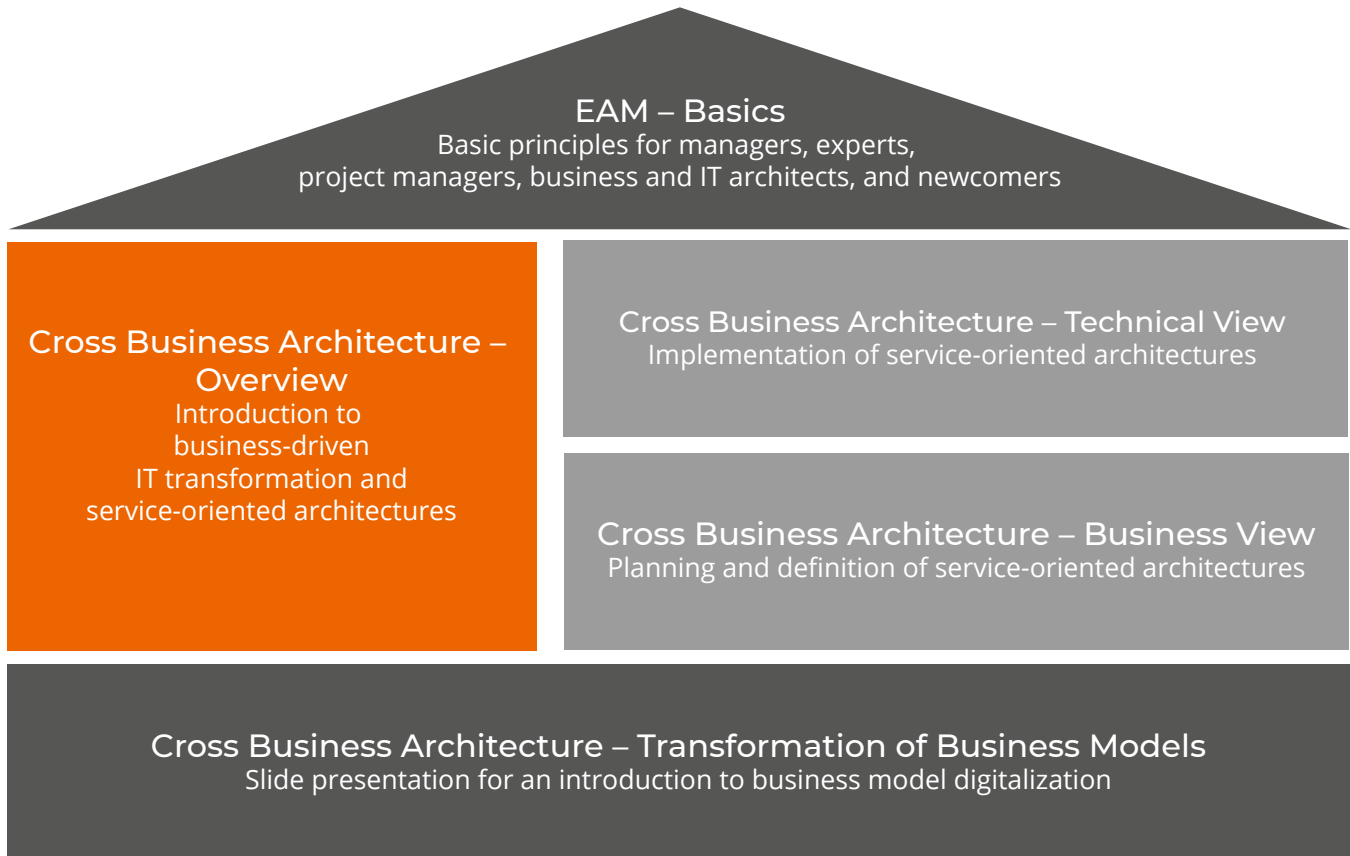 EAM – Basics
Basic principles for managers, experts,
project managers, business and IT architects, and newcomers
Cross Business Architecture –
Overview
Introduction to
business-driven
IT transformation and
service-oriented architectures
Cross Business Architecture – Technical View
Implementation of service-oriented architectures
Cross Business Architecture – Business View
Planning and definition of service-oriented architectures
Cross Business Architecture – Transformation of Business Models
Slide presentation for an introduction to business model digitalization